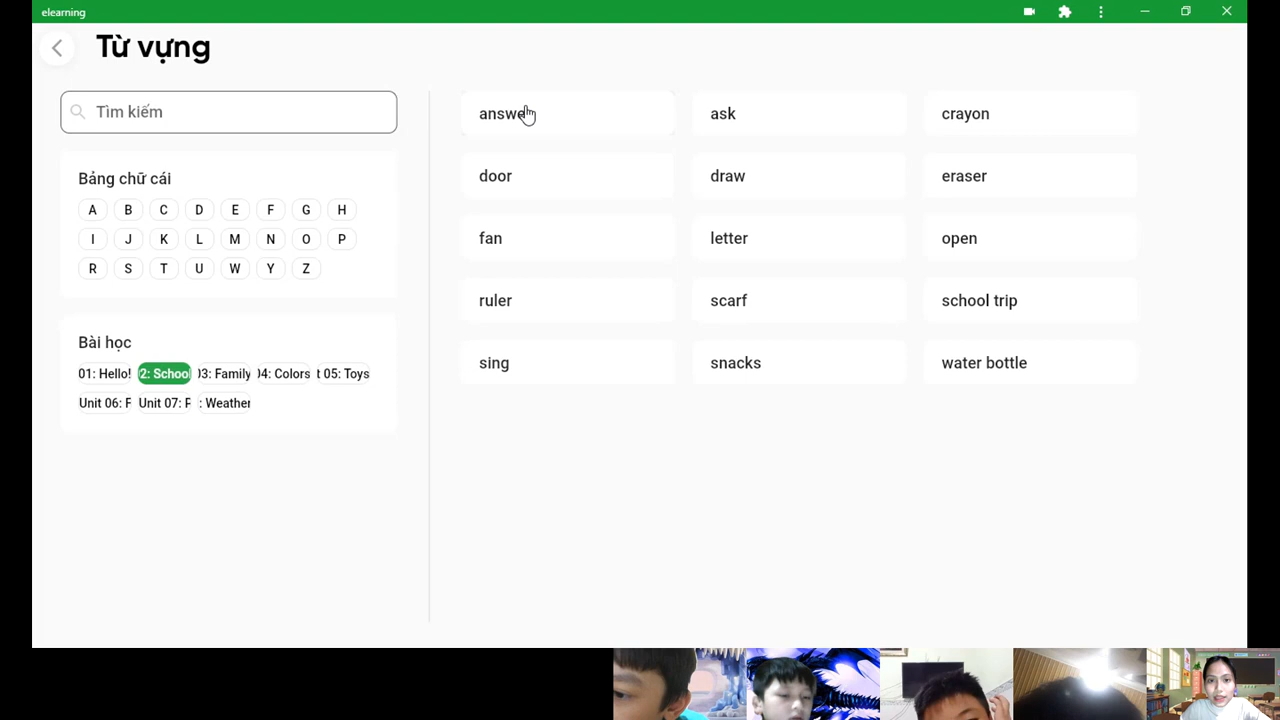 elearning
Từ vựng
Tìm kiếm
Bảng chữ cái
A B C D E F G H
I J K L M N O P
R S T U W Y Z
Bài học
01: Hello! 2: School 03: Family 04: Colors t 05: Toys
Unit 06: F Unit 07: F : Weather
answe ask crayon
door draw eraser
fan letter open
ruler scarf school trip
sing snacks water bottle